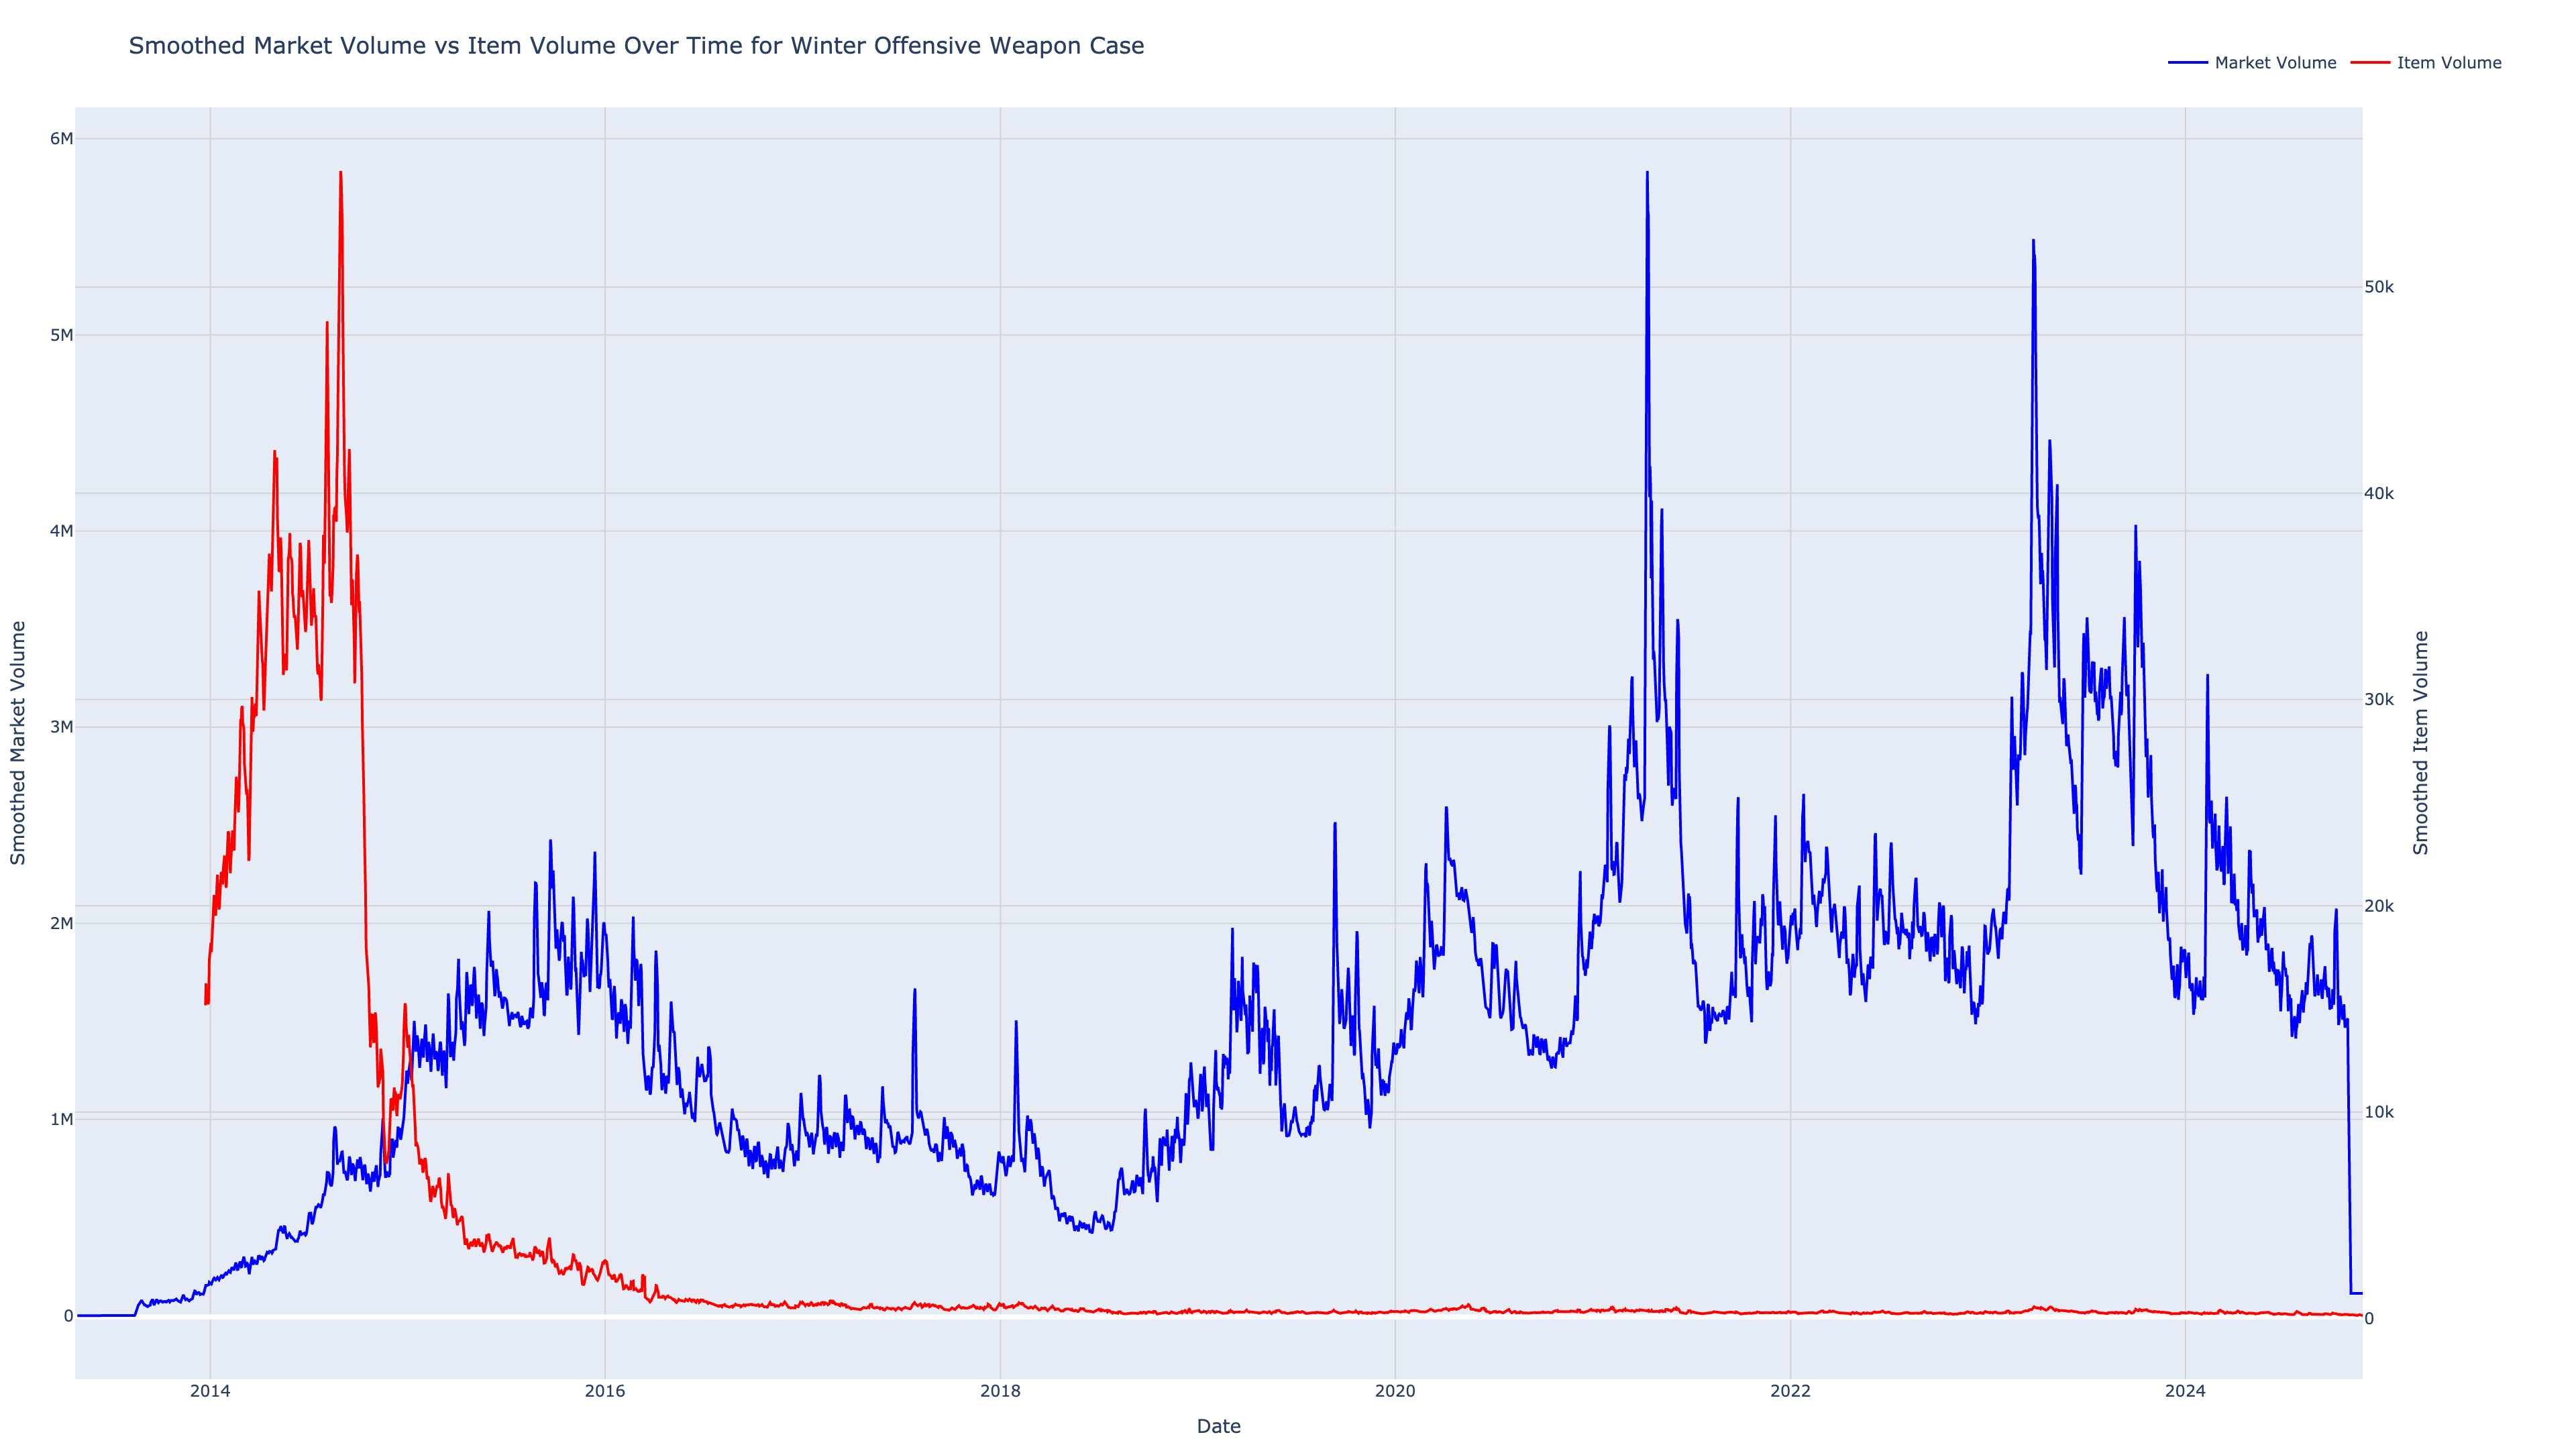 Smoothed Market Volume vs Item Volume Over Time for Winter Offensive Weapon Case
Market Volume
Item Volume
6M
5M
4M
3M
2M
1M
0
Smoothed Market Volume
50k
40k
30k
20k
10k
0
Smoothed Item Volume
2014
2016
2018
2020
2022
2024
Date